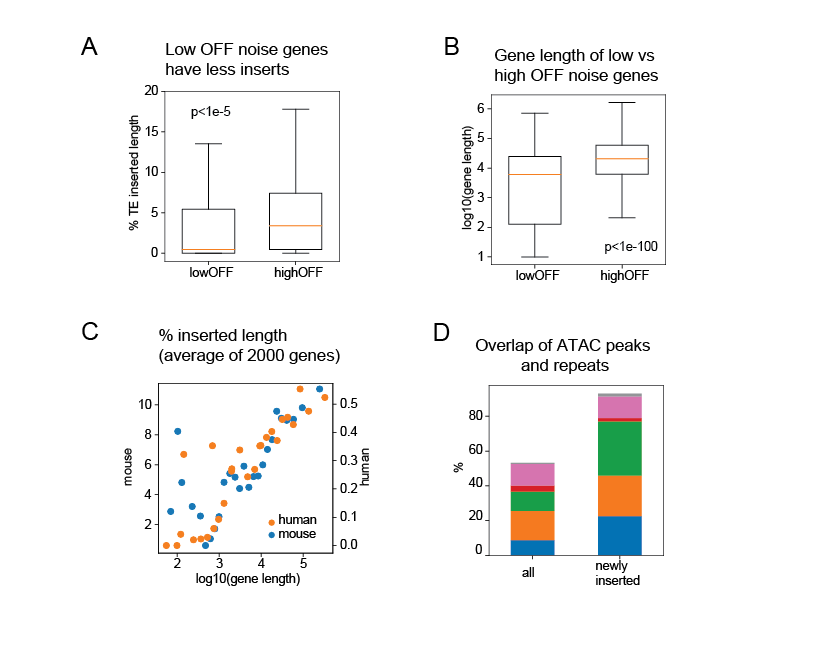 A
Low OFF noise genes
have less inserts
% TE inserted length
20
15
10
5
0
p<1e-5
lowOFF
highOFF
B
Gene length of low vs
high OFF noise genes
log10(gene length)
6
5
4
3
2
1
p<1e-100
lowOFF
highOFF
C
% inserted length
(average of 2000 genes)
mouse
10
8
6
4
2
human
mouse
0.5
0.4
0.3
0.2
0.1
0.0
human
2
3
4
5
log10(gene length)
D
Overlap of ATAC peaks
and repeats
%
80
60
40
20
0
all
newly
inserted